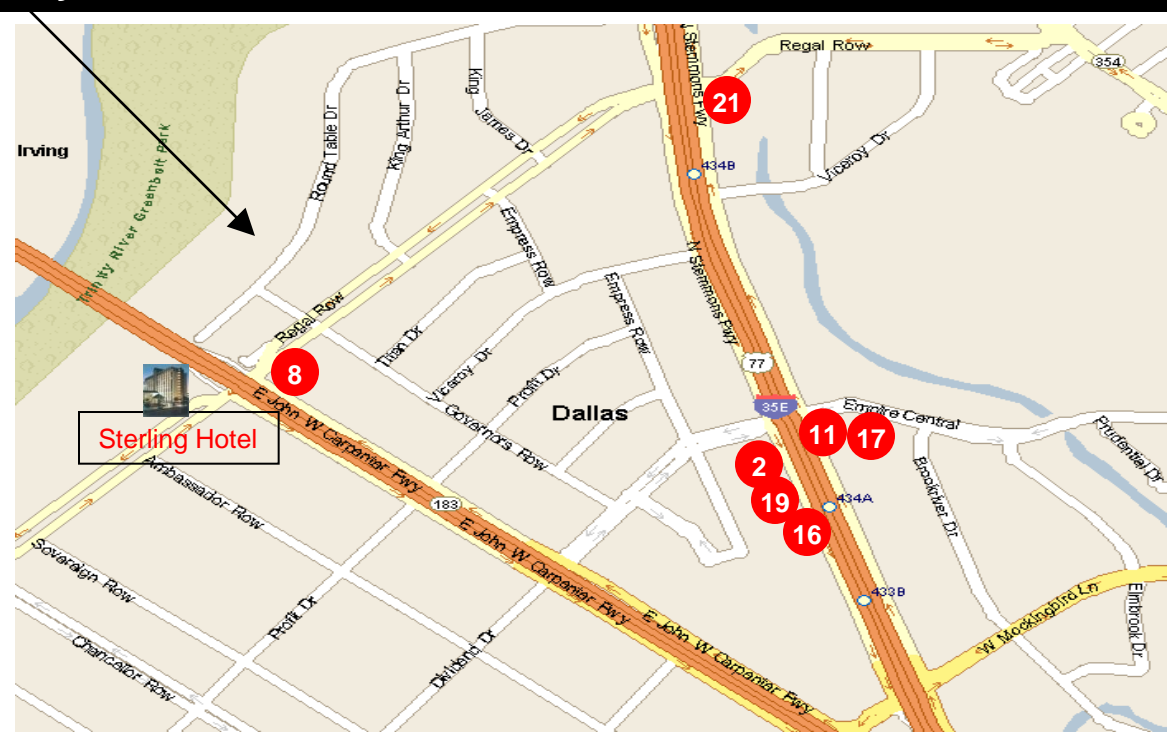 N Stemmons Fwy
Regal Row
354
King
James Dr
21
King Arthur Dr
Round Table Dr
Irving
434B
Viceroy Dr
Trinity River Greenbelt Park
Empress Row
N Stemmons Fwy
Empress Row
Regal Row
Titan Dr
77
8
Viceroy Dr
Profit Dr
35E
Empire Central
Dallas
E John W Carpenter Fwy
Governors Row
11
17
Prudential Dr
Sterling Hotel
2
Brookriver Dr
Ambassador Row
19
434A
183
16
E John W Carpenter Fwy
Sovereign Row
433B
Profit Dr
E John W Carpenter Fwy
W Mockingbird Ln
Elmbrook Dr
Chancellor Row
Dividend Dr